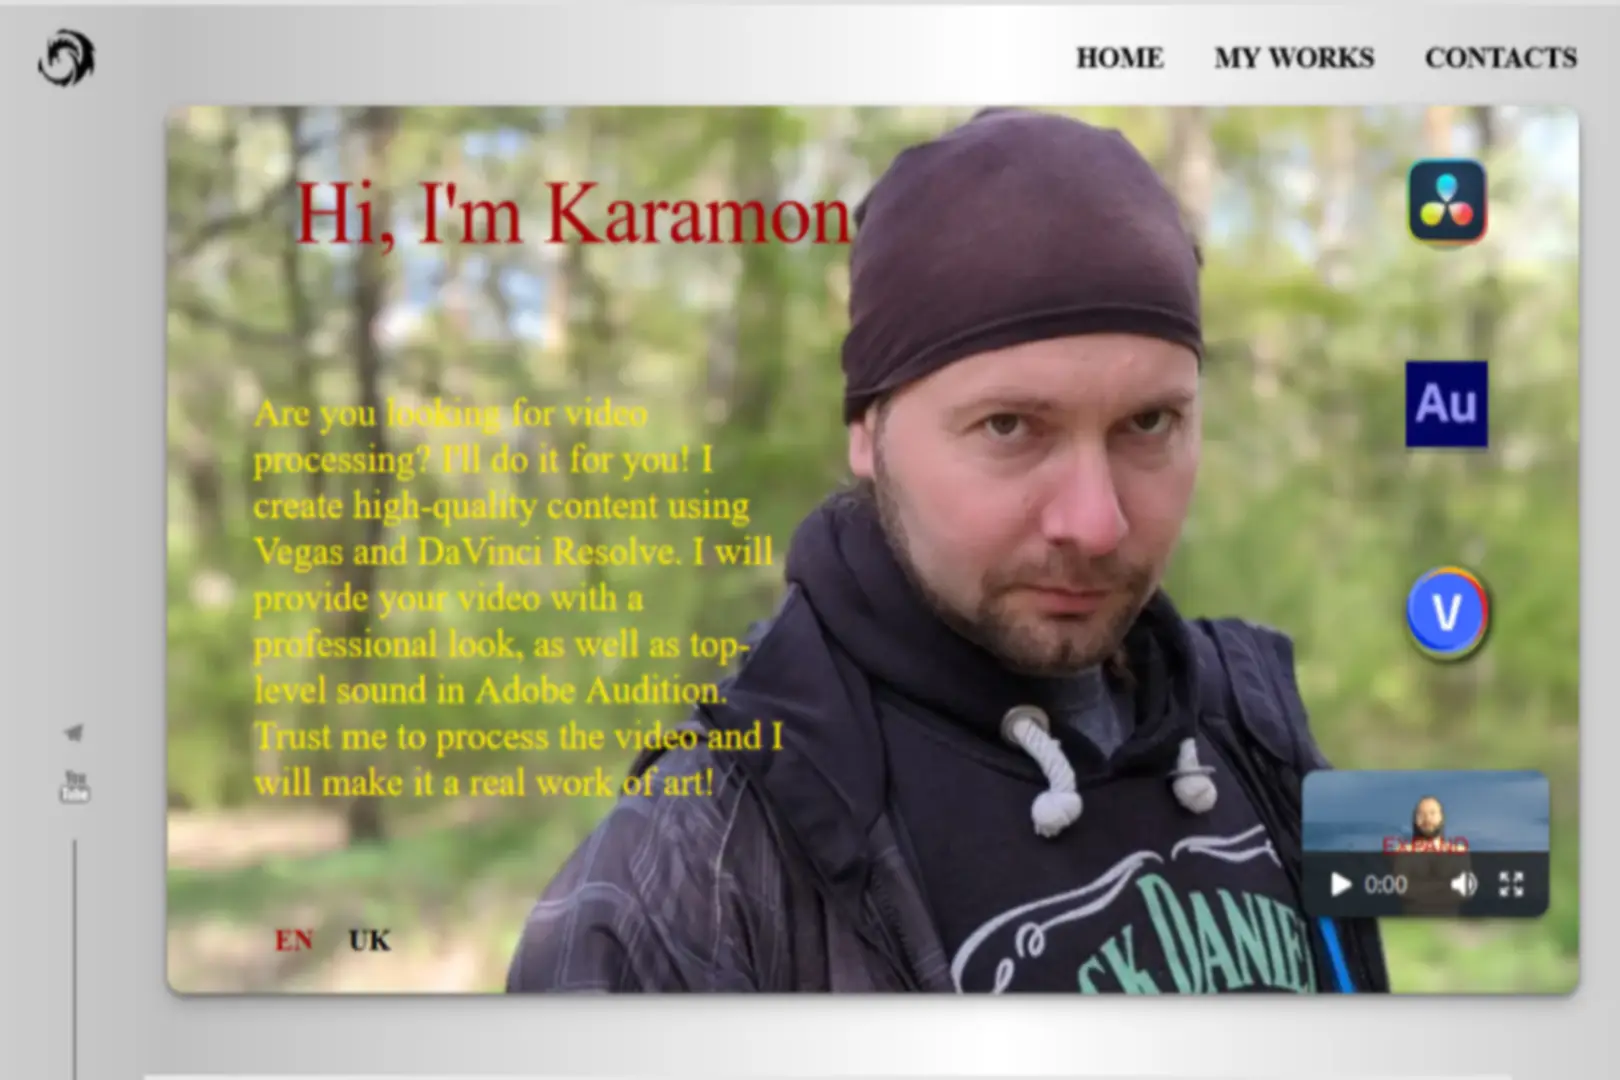 HOME MY WORKS CONTACTS
Hi, I'm Karamon
Are you looking for video
processing? I'll do it for you! I
create high-quality content using
Vegas and DaVinci Resolve. I will
provide your video with a
professional look, as well as top-
level sound in Adobe Audition.
Trust me to process the video and I
will make it a real work of art!
Au
V
You
Tube
EXPAND
0:00
EN UK
CK DANIE